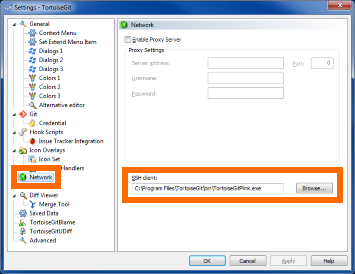 Settings - TortoiseGit
General
Context Menu
Set Extend Menu Item
Dialogs 1
Dialogs 2
Dialogs 3
Colors 1
Colors 2
Colors 3
Alternative editor
Git
Credential
Hook Scripts
Issue Tracker Integration
Icon Overlays
Icon Set
Handlers
Network
Diff Viewer
Merge Tool
Saved Data
TortoiseGitBlame
TortoiseGitUDiff
Advanced
Network
Enable Proxy Server
Proxy Settings
Server address:
Port:
0
Username:
Password:
SSH client:
C:\Program Files\TortoiseGit\bin\TortoiseGitPlink.exe
Browse...
OK
Cancel
Apply
Help